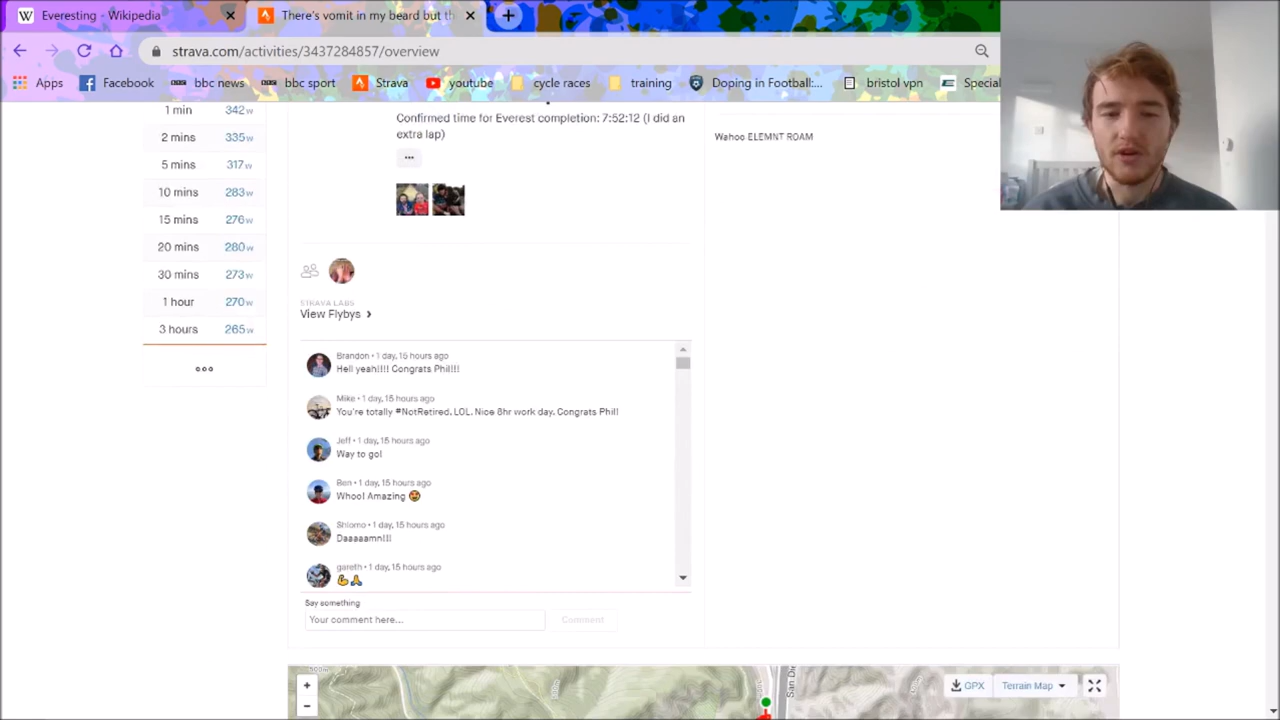 Everesting - Wikipedia
There's vomit in my beard but th
strava.com/activities/3437284857/overview
Apps Facebook bbc news bbc sport Strava youtube cycle races training Doping in Football:... bristol vpn Special
1 min 342w
2 mins 335w
5 mins 317w
10 mins 283w
15 mins 276w
20 mins 280w
30 mins 273w
1 hour 270w
3 hours 265w
Confirmed time for Everest completion: 7:52:12 (I did an
extra lap)
Wahoo ELEMNT ROAM
STRAVA LABS
View Flybys
Brandon • 1 day, 15 hours ago
Hell yeah!!!! Congrats Phil!!!
Mike • 1 day, 15 hours ago
You're totally #NotRetired. LOL. Nice 8hr work day. Congrats Phil!
Jeff • 1 day, 15 hours ago
Way to go!
Ben • 1 day, 15 hours ago
Whoo! Amazing 🤩
Shlomo • 1 day, 15 hours ago
Daaaaamn!!!
gareth • 1 day, 15 hours ago
💪🙏
Say something
Your comment here...
Comment
500m
San Die
GPX
Terrain Map